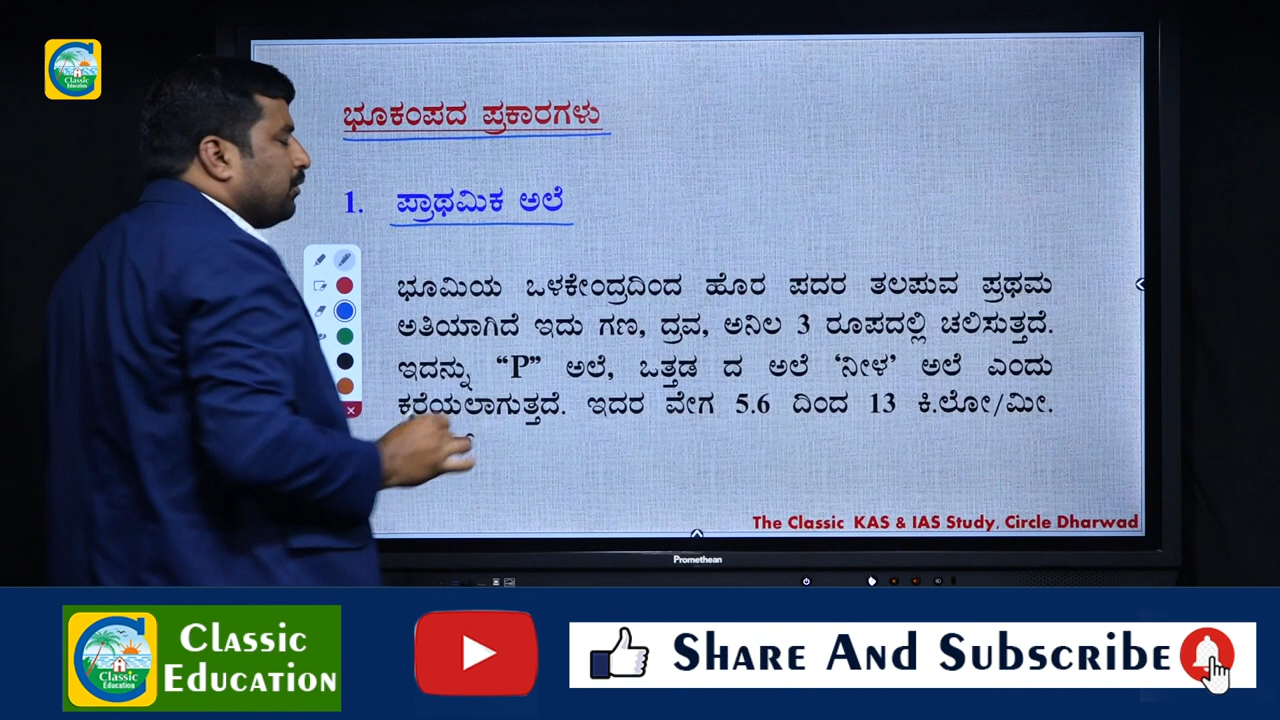 Classic
Education
ಭೂಕಂಪದ ಪ್ರಕಾರಗಳು
1. ಪ್ರಾಥಮಿಕ ಅಲೆ
ಭೂಮಿಯ ಒಳಕೇಂದ್ರದಿಂದ ಹೊರ ಪದರ ತಲಪುವ ಪ್ರಥಮ
ಅತಿಯಾಗಿದೆ ಇದು ಗಣ, ದ್ರವ, ಅನಿಲ 3 ರೂಪದಲ್ಲಿ ಚಲಿಸುತ್ತದೆ.
ಇದನ್ನು “P” ಅಲೆ, ಒತ್ತಡ ದ ಅಲೆ ‘ನೀಳ’ ಅಲೆ ಎಂದು
ಕರೆಯಲಾಗುತ್ತದೆ. ಇದರ ವೇಗ 5.6 ದಿಂದ 13 ಕಿ.ಲೋ/ಮೀ.
The Classic KAS & IAS Study, Circle Dharwad
Promethean
Classic
Education
Classic
Education
Share And Subscribe